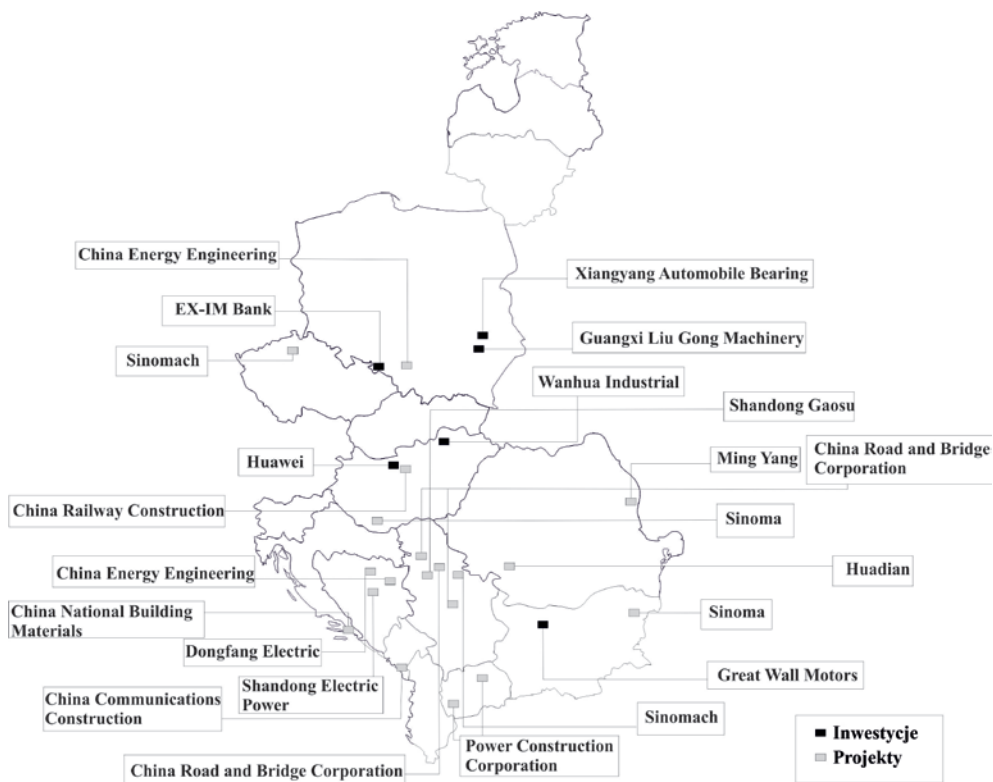 China Energy Engineering
Xiangyang Automobile Bearing
EX-IM Bank
Guangxi Liu Gong Machinery
Sinomach
Wanhua Industrial
Shandong Gaosu
China Road and Bridge
Corporation
Huawei
Ming Yang
China Railway Construction
Sinoma
China Energy Engineering
Huadian
China National Building
Materials
Sinoma
Dongfang Electric
Shandong Electric
Power
Great Wall Motors
China Communications
Construction
Sinomach
Power Construction
Corporation
China Road and Bridge Corporation
Inwestycje
Projekty